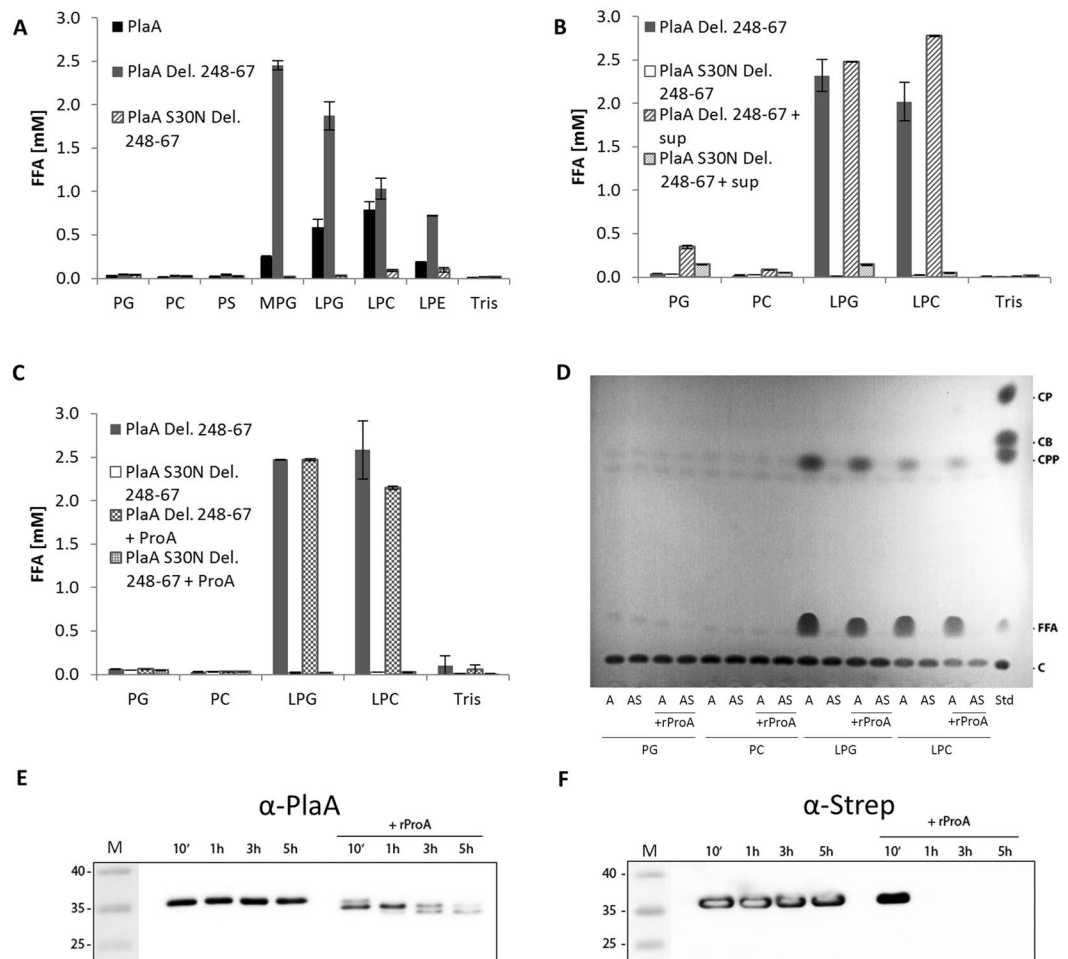 A
3.0
2.5
2.0
1.5
1.0
0.5
0.0
FFA [mM]
PlaA
PlaA Del. 248-67
PlaA S30N Del.
248-67
PG PC PS MPG LPG LPC LPE Tris
B
3.0
2.5
2.0
1.5
1.0
0.5
0.0
FFA [mM]
PlaA Del. 248-67
PlaA S30N Del.
248-67
PlaA Del. 248-67 +
sup
PlaA S30N Del.
248-67 + sup
PG PC LPG LPC Tris
C
3.0
2.5
2.0
1.5
1.0
0.5
0.0
FFA [mM]
PlaA Del. 248-67
PlaA S30N Del.
248-67
PlaA Del. 248-67
+ ProA
PlaA S30N Del.
248-67 + ProA
PG PC LPG LPC Tris
D
- CP
CB
- CPP
- FFA
- C
A AS A AS A AS A AS A AS A AS A AS A AS Std
+rProA +rProA +rProA +rProA
PG PC LPG LPC
E
α-PlaA
+ rProA
M 10' 1h 3h 5h 10' 1h 3h 5h
40 -
35 -
25 -
F
α-Strep
+ rProA
M 10' 1h 3h 5h 10' 1h 3h 5h
40 -
35 -
25 -